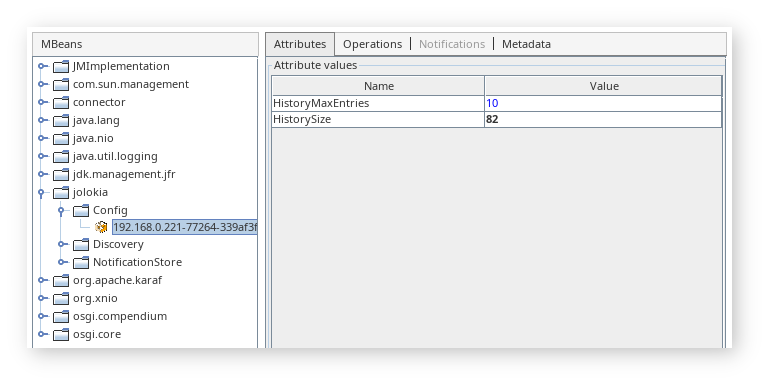 MBeans
JMImplementation
com.sun.management
connector
java.lang
java.nio
java.util.logging
jdk.management.jfr
jolokia
Config
192.168.0.221-77264-339af3f
Discovery
NotificationStore
org.apache.karaf
org.xnio
osgi.compendium
osgi.core
Attributes Operations Notifications Metadata
Attribute values
Name Value
HistoryMaxEntries 10
HistorySize 82